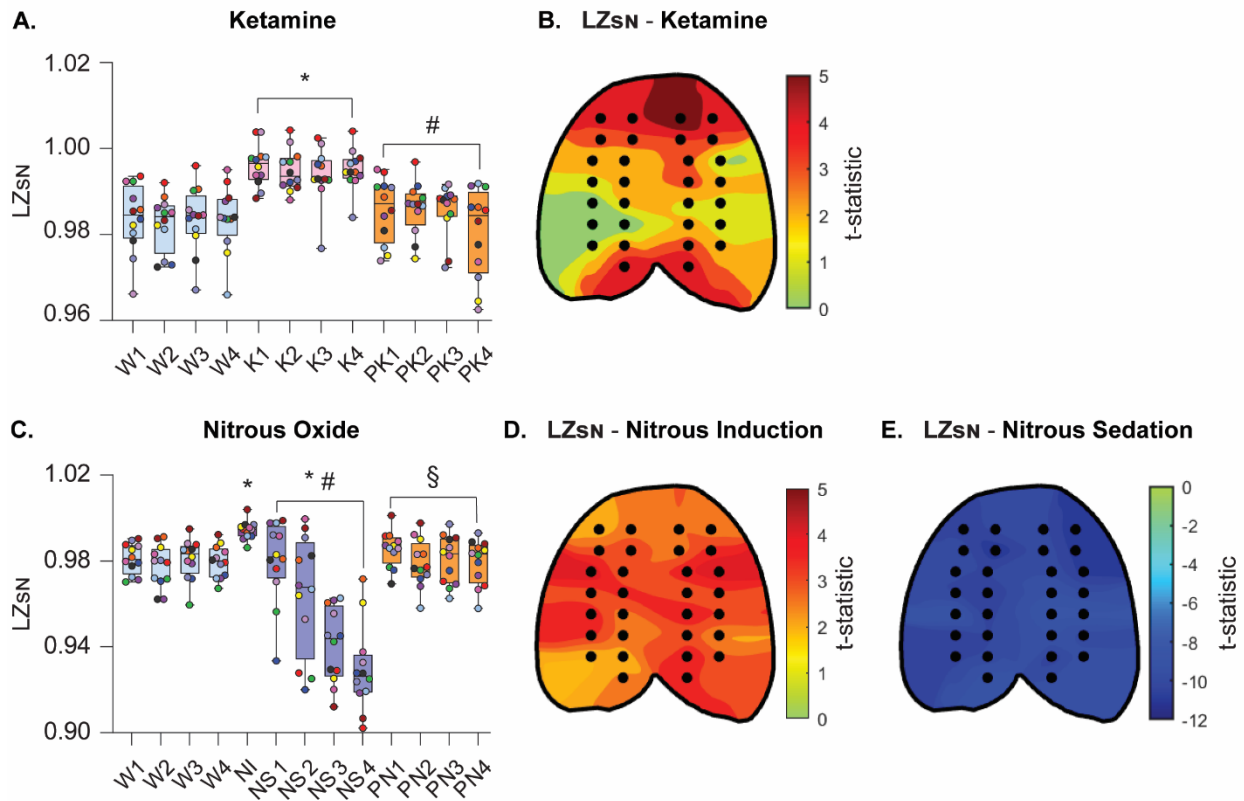 A. Ketamine
LZSN
1.02
1.00
0.98
0.96
*
#
W1 W2 W3 W4 K1 K2 K3 K4 PK1 PK2 PK3 PK4
B. LZSN - Ketamine
5
4
3
2
1
0
t-statistic
C. Nitrous Oxide
LZSN
1.02
0.98
0.94
0.90
*
* #
§
W1 W2 W3 W4 NI NS 1 NS 2 NS 3 NS 4 PN1 PN2 PN3 PN4
D. LZSN - Nitrous Induction
5
4
3
2
1
0
t-statistic
E. LZSN - Nitrous Sedation
0
-2
-4
-6
-8
-10
-12
t-statistic